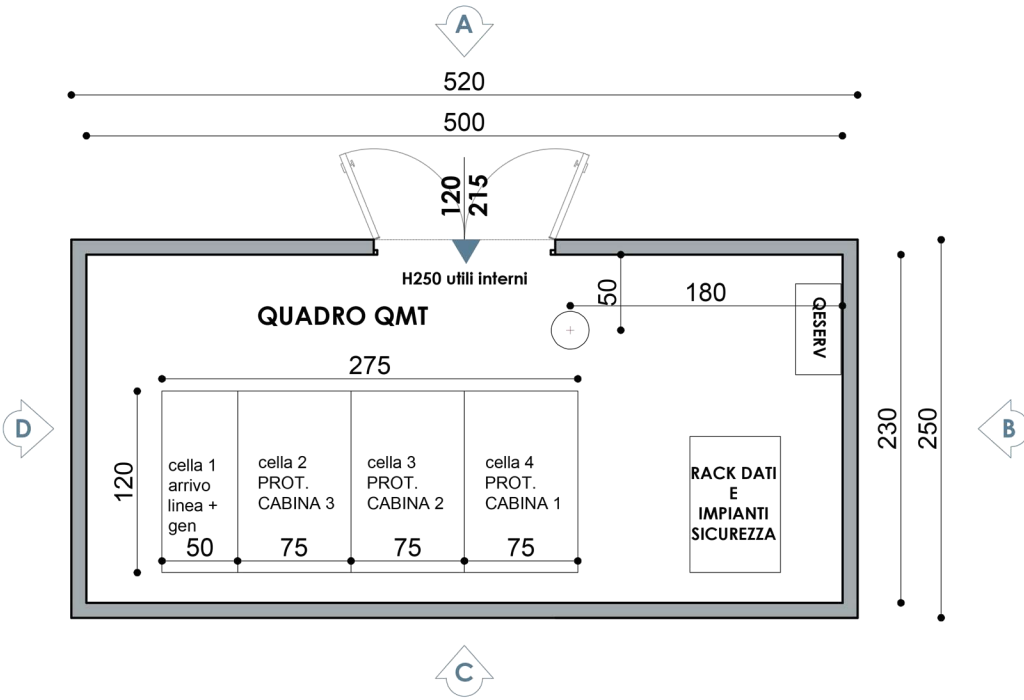 A
520
500
120
215
H250 utili interni
QUADRO QMT
50
180
QESERV
275
D
B
120
cella 1
arrivo
linea +
gen
50
cella 2
PROT.
CABINA 3
75
cella 3
PROT.
CABINA 2
75
cella 4
PROT.
CABINA 1
75
RACK DATI
E
IMPIANTI
SICUREZZA
230
250
C